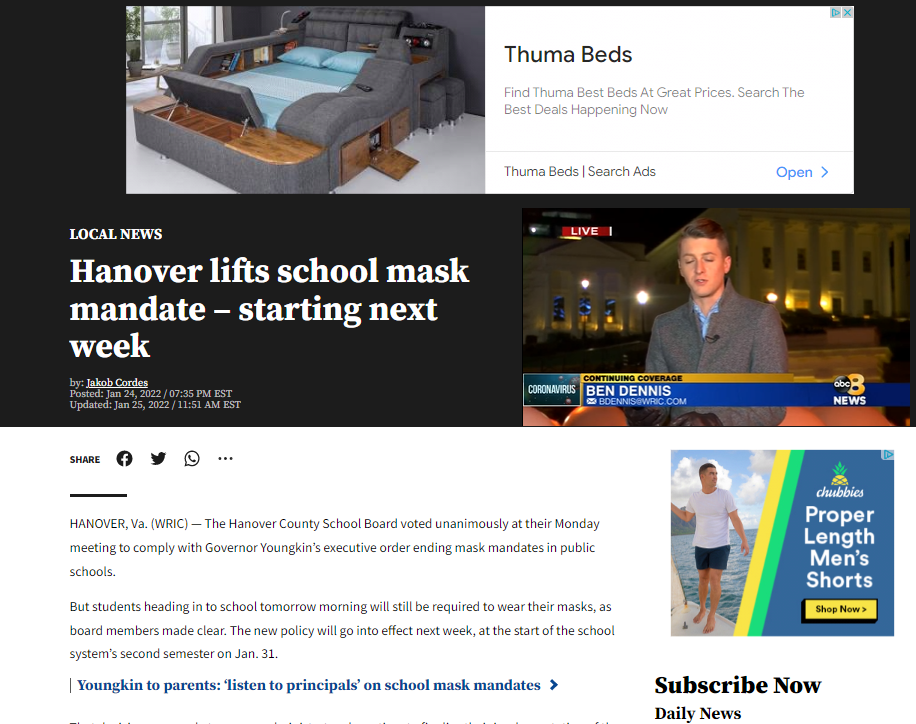 Thuma Beds
Find Thuma Best Beds At Great Prices. Search The
Best Deals Happening Now
Thuma Beds | Search Ads
Open
LOCAL NEWS
Hanover lifts school mask
mandate – starting next
week
by: Jakob Cordes
Posted: Jan 24, 2022 / 07:35 PM EST
Updated: Jan 25, 2022 / 11:51 AM EST
LIVE
CORONAVIRUS
CONTINUING COVERAGE
BEN DENNIS
BDENNIS@WRIC.COM
abc 8
NEWS
SHARE
HANOVER, Va. (WRIC) — The Hanover County School Board voted unanimously at their Monday
meeting to comply with Governor Youngkin's executive order ending mask mandates in public
schools.
But students heading in to school tomorrow morning will still be required to wear their masks, as
board members made clear. The new policy will go into effect next week, at the start of the school
system's second semester on Jan. 31.
Youngkin to parents: 'listen to principals' on school mask mandates
chubbies
Proper
Length
Men's
Shorts
Shop Now >
Subscribe Now
Daily News